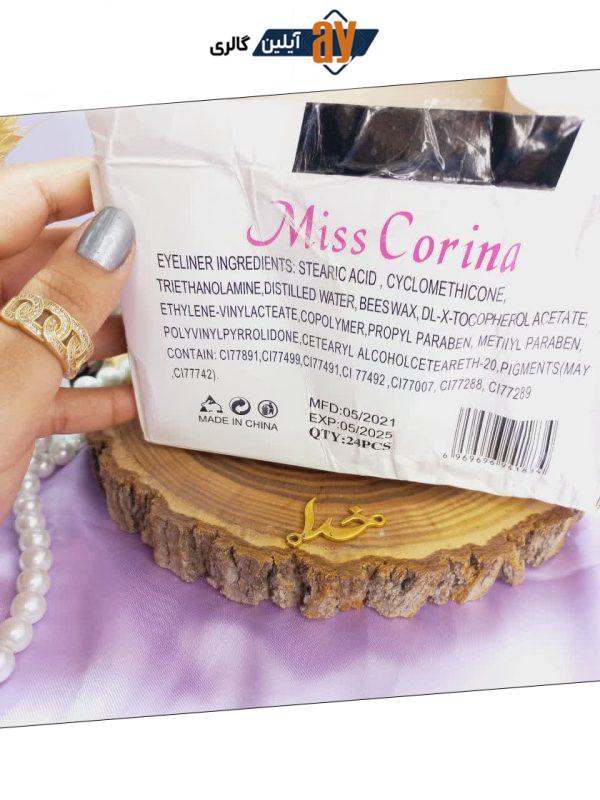 آیلین گالری ay
Miss Corina
EYELINER INGREDIENTS: STEARIC ACID , CYCLOMETHICONE,
TRIETHANOLAMINE,DISTILLED WATER, BEESWAX, DL-X-TOCOPHEROL ACETATE,
ETHYLENE-VINYLACTEATE,COPOLYMER,PROPYL PARABEN, METHYL PARABEN,
POLYVINYLPYRROLIDONE,CETEARYL ALCOHOLCETEARETH-20,PIGMENTS(MAY
CONTAIN: CI77891,CI77499,CI77491,CI 77492 ,CI77007, CI77288, CI77289
,CI77742).
MADE IN CHINA
MFD:05/2021
EXP:05/2025
QTY:24PCS
خدا